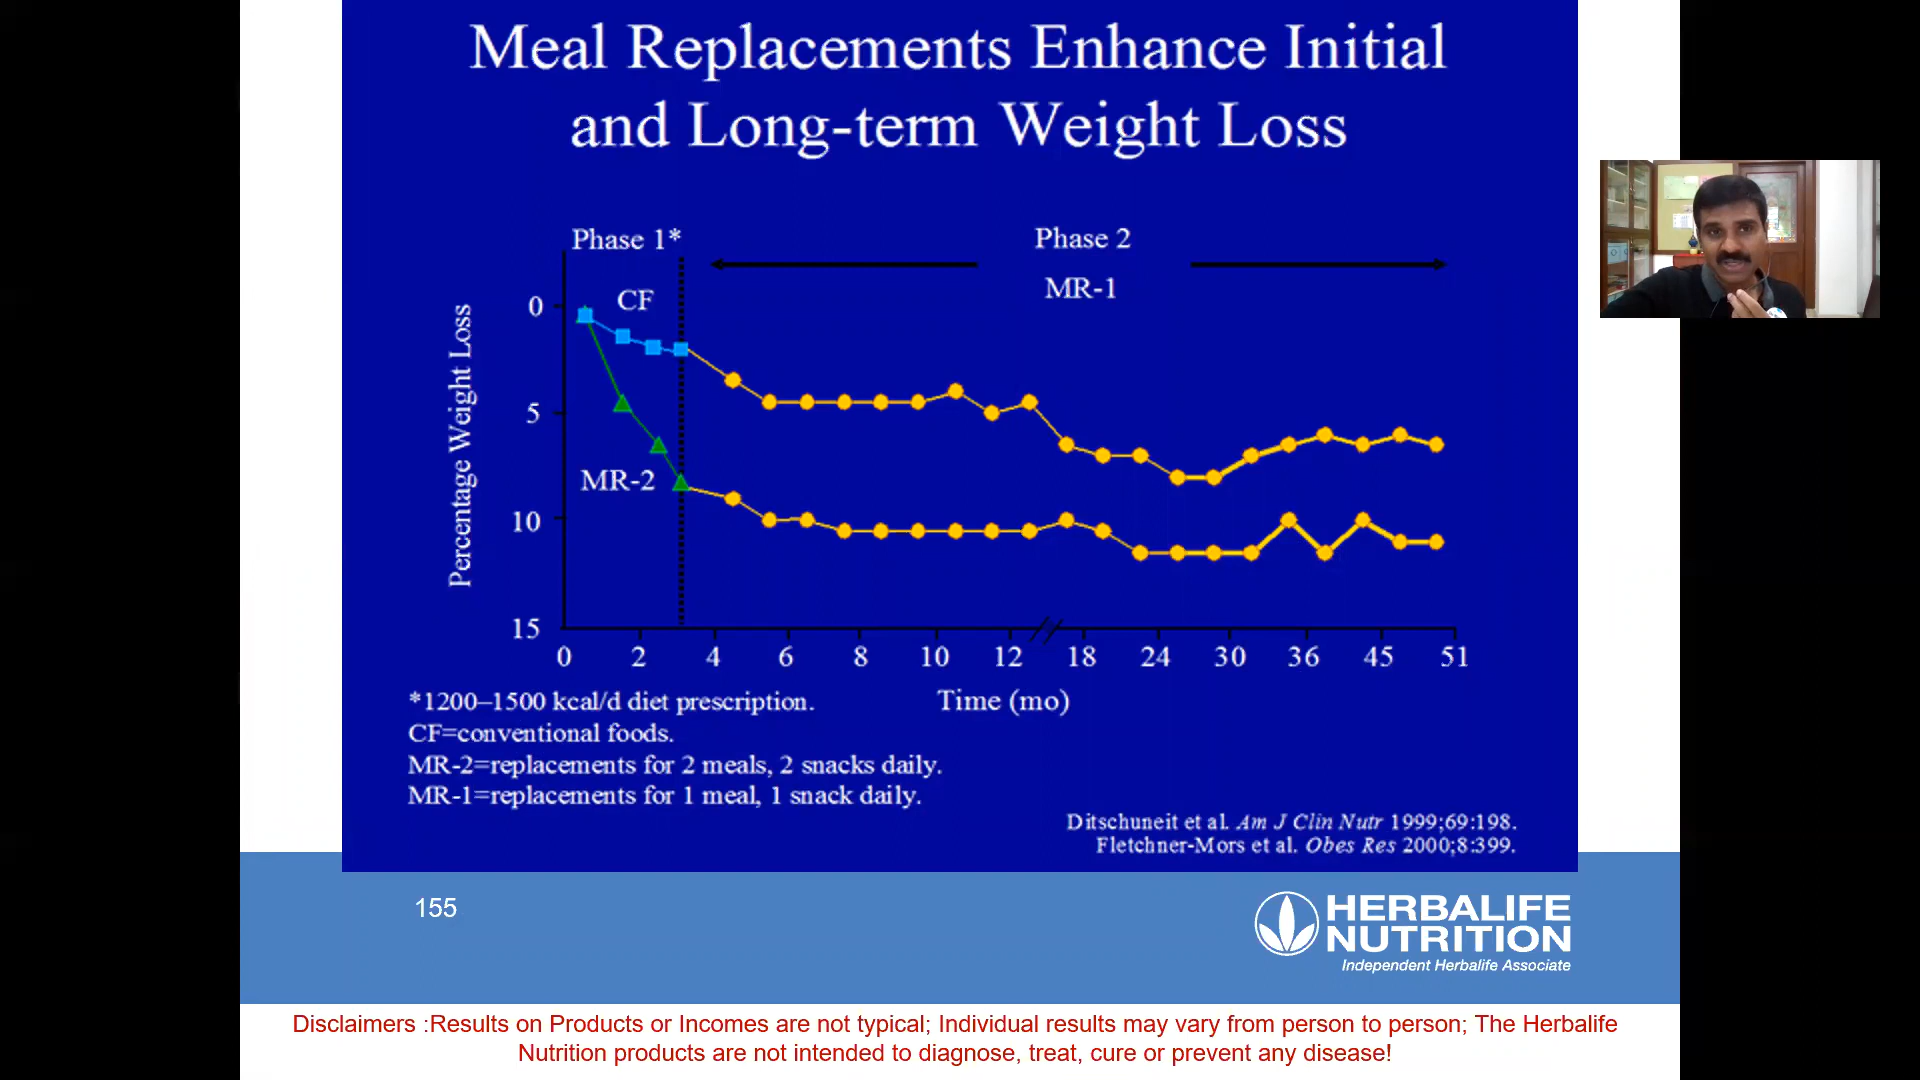 Meal Replacements Enhance Initial
and Long-term Weight Loss
Phase 1*
Phase 2
MR-1
CF
MR-2
Percentage Weight Loss
0
5
10
15
0 2 4 6 8 10 12 18 24 30 36 45 51
Time (mo)
*1200–1500 kcal/d diet prescription.
CF=conventional foods.
MR-2=replacements for 2 meals, 2 snacks daily.
MR-1=replacements for 1 meal, 1 snack daily.
Ditschuneit et al. Am J Clin Nutr 1999;69:198.
Fletchner-Mors et al. Obes Res 2000;8:399.
155
HERBALIFE
NUTRITION
Independent Herbalife Associate
Disclaimers :Results on Products or Incomes are not typical; Individual results may vary from person to person; The Herbalife
Nutrition products are not intended to diagnose, treat, cure or prevent any disease!